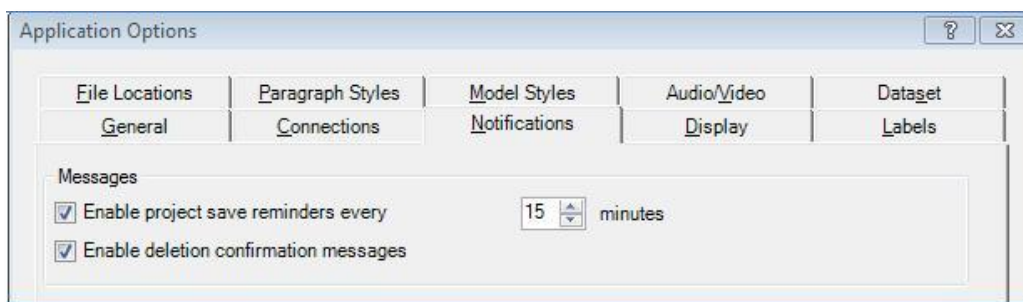 Application Options
File Locations Paragraph Styles Model Styles Audio/Video Dataset
General Connections Notifications Display Labels
Messages
Enable project save reminders every 15 minutes
Enable deletion confirmation messages